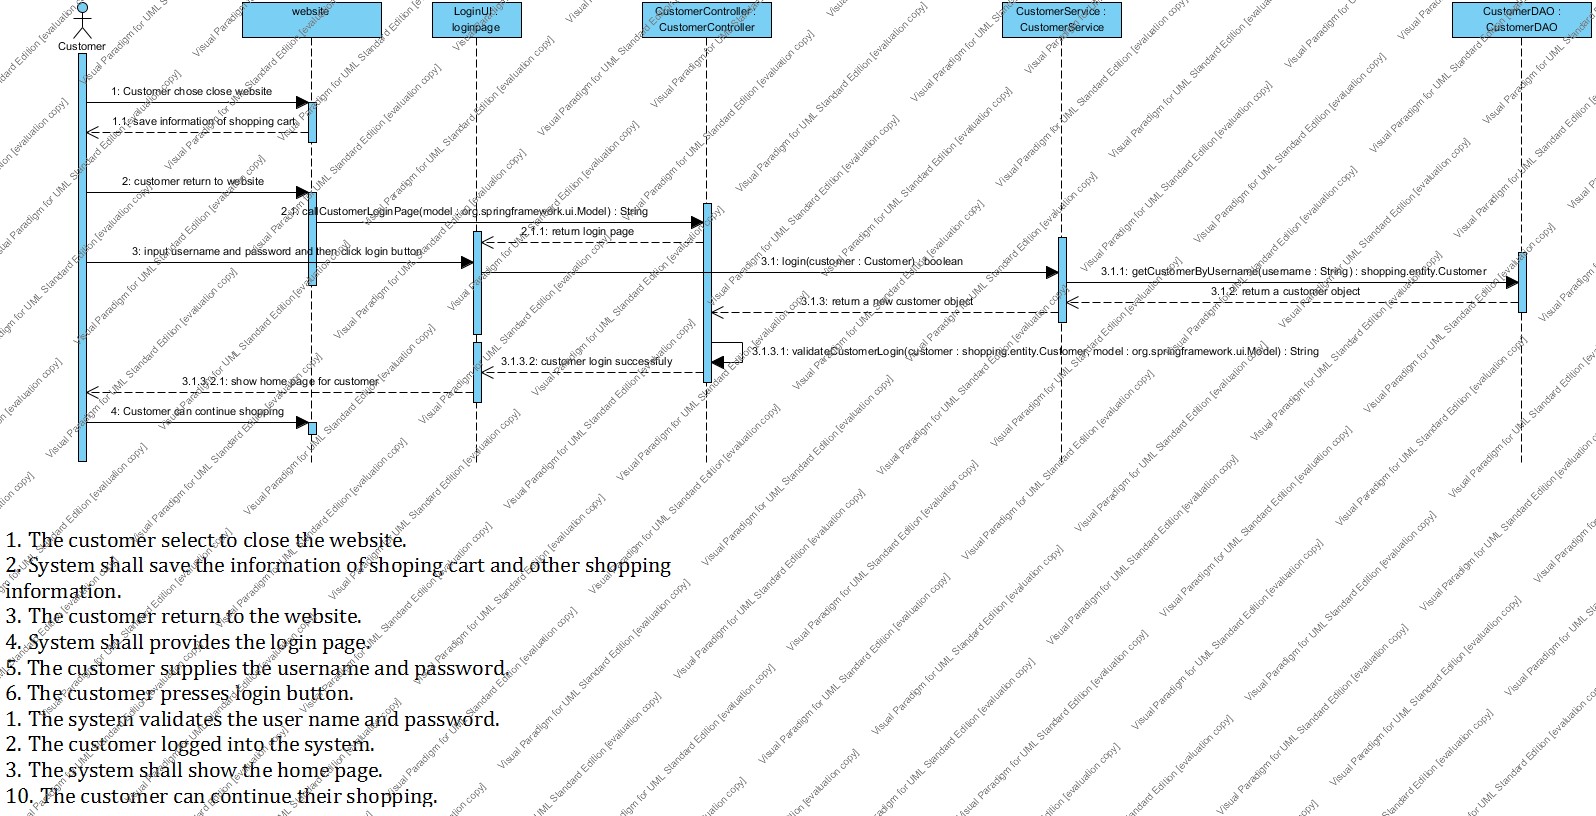 website
LoginUI :
loginpage
CustomerController :
CustomerController
CustomerService :
CustomerService
CustomerDAO :
CustomerDAO
Customer
1: Customer chose close website
1.1: save information of shopping cart
2: customer return to website
2.1: callCustomerLoginPage(model : org.springframework.ui.Model) : String
2.1.1: return login page
3: input username and password and then click login button
3.1: login(customer : Customer) : boolean
3.1.1: getCustomerByUsername(username : String) : shopping.entity.Customer
3.1.2: return a customer object
3.1.3: return a new customer object
3.1.3.1: validateCustomerLogin(customer : shopping.entity.Customer, model : org.springframework.ui.Model) : String
3.1.3.2: customer login successfuly
3.1.3.2.1: show home page for customer
4: Customer can continue shopping
1. The customer select to close the website.
2. System shall save the information of shoping cart and other shopping
information.
3. The customer return to the website.
4. System shall provides the login page.
5. The customer supplies the username and password.
6. The customer presses login button.
1. The system validates the user name and password.
2. The customer logged into the system.
3. The system shall show the home page.
10. The customer can continue their shopping.
Visual Paradigm for UML Standard Edition [evaluation copy]